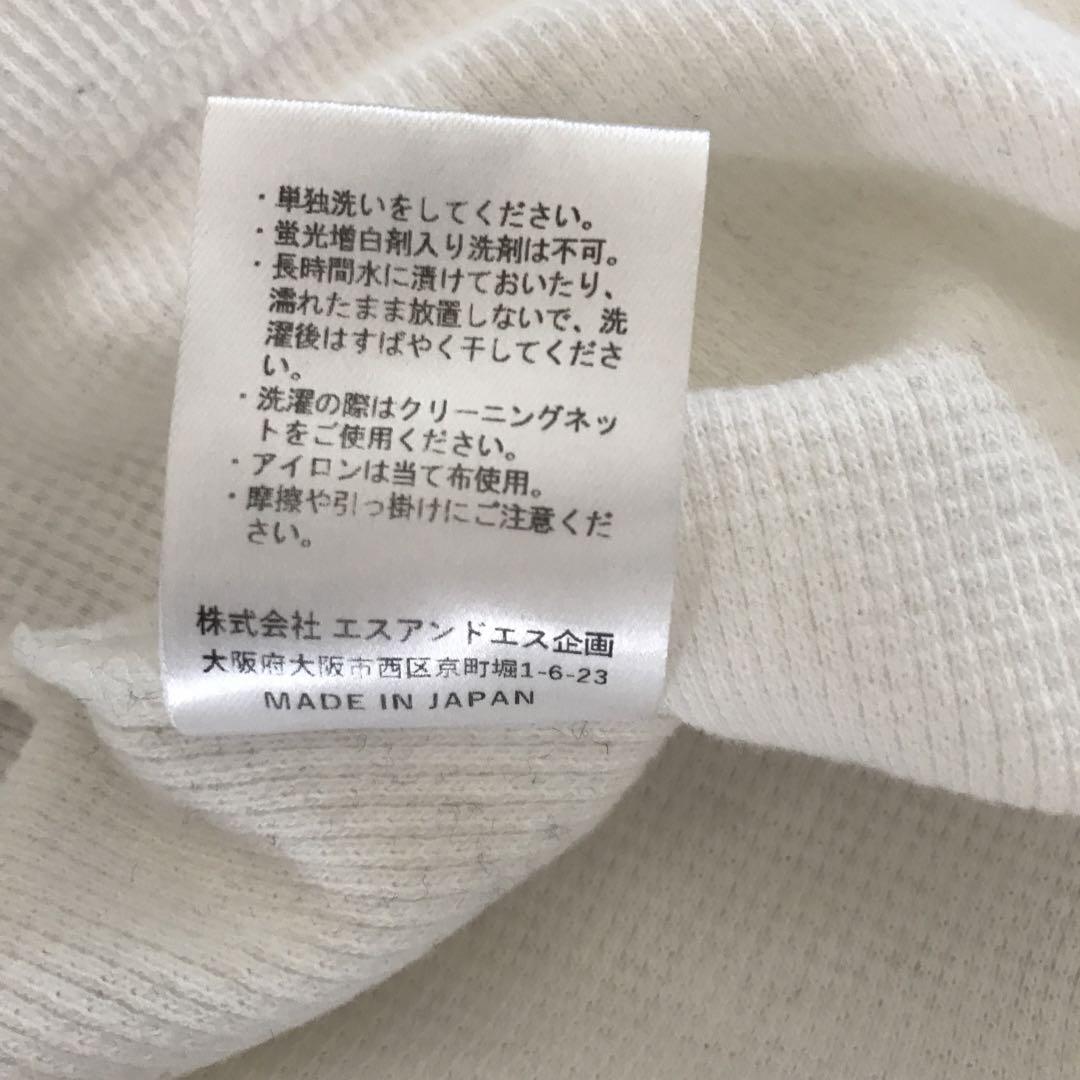 ・単独洗いをしてください。
・蛍光増白剤入り洗剤は不可。
・長時間水に漬けておいたり、
濡れたまま放置しないで、洗
濯後はすばやく干してくださ
い。
・洗濯の際はクリーニングネッ
トをご使用ください。
・アイロンは当て布使用。
・摩擦や引っ掛けにご注意くだ
さい。
株式会社 エスアンドエス企画
大阪府大阪市西区京町堀1-6-23
MADE IN JAPAN